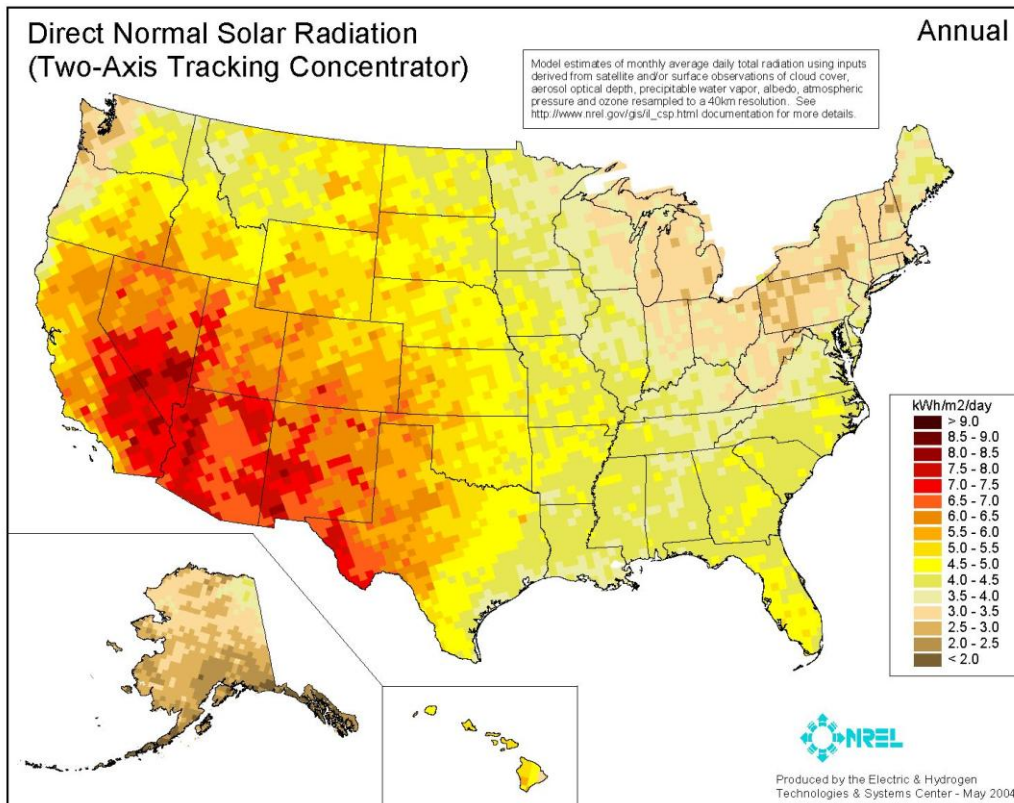 Direct Normal Solar Radiation
(Two-Axis Tracking Concentrator)
Annual
Model estimates of monthly average daily total radiation using inputs
derived from satellite and/or surface observations of cloud cover,
aerosol optical depth, precipitable water vapor, albedo, atmospheric
pressure and ozone resampled to a 40km resolution. See
http://www.nrel.gov/gis/il_csp.html documentation for more details.
kWh/m2/day
> 9.0
8.5 - 9.0
8.0 - 8.5
7.5 - 8.0
7.0 - 7.5
6.5 - 7.0
6.0 - 6.5
5.5 - 6.0
5.0 - 5.5
4.5 - 5.0
4.0 - 4.5
3.5 - 4.0
3.0 - 3.5
2.5 - 3.0
2.0 - 2.5
< 2.0
NREL
Produced by the Electric & Hydrogen
Technologies & Systems Center - May 2004